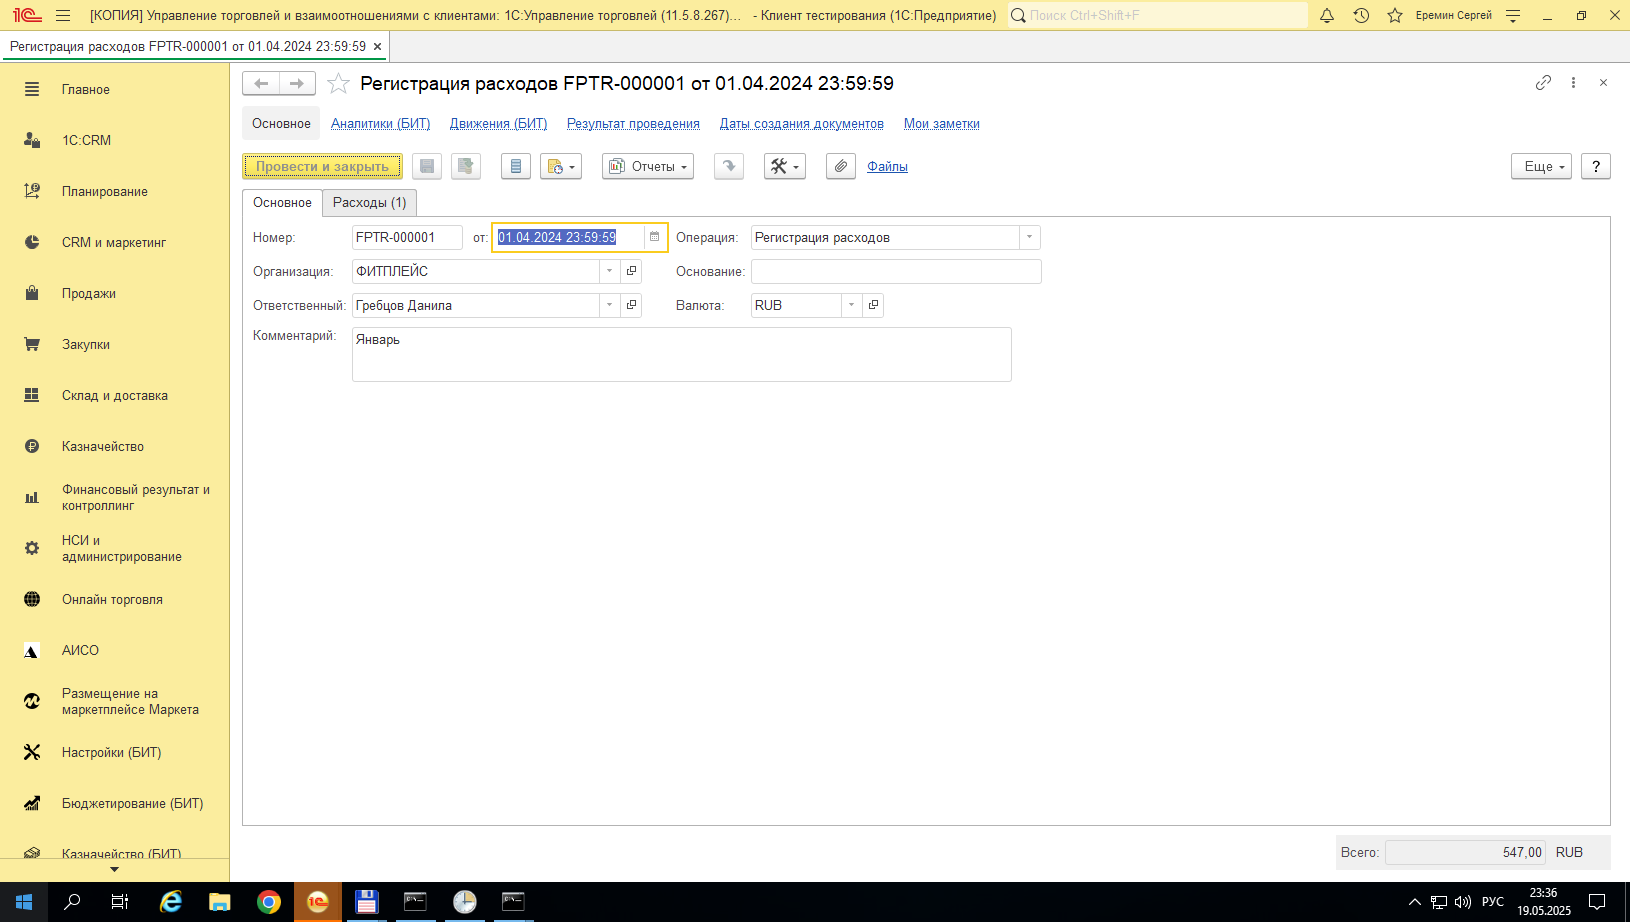 [КОПИЯ] Управление торговлей и взаимоотношениями с клиентами: 1С:Управление торговлей (11.5.8.267)... - Клиент тестирования (1С:Предприятие)
Поиск Ctrl+Shift+F
Еремин Сергей
Регистрация расходов FPTR-000001 от 01.04.2024 23:59:59 ×
Главное
1С:CRM
Планирование
CRM и маркетинг
Продажи
Закупки
Склад и доставка
Казначейство
Финансовый результат и
контроллинг
НСИ и
администрирование
Онлайн торговля
АИСО
Размещение на
маркетплейсе Маркета
Настройки (БИТ)
Бюджетирование (БИТ)
Казначейство (БИТ)
Регистрация расходов FPTR-000001 от 01.04.2024 23:59:59
Основное Аналитики (БИТ) Движения (БИТ) Результат проведения Даты создания документов Мои заметки
Провести и закрыть Отчеты Файлы Еще ?
Основное Расходы (1)
Номер: FPTR-000001 от: 01.04.2024 23:59:59 Операция: Регистрация расходов
Организация: ФИТПЛЕЙС Основание:
Ответственный: Гребцов Данила Валюта: RUB
Комментарий: Январь
Всего: 547,00 RUB
РУС
23:36
19.05.2025